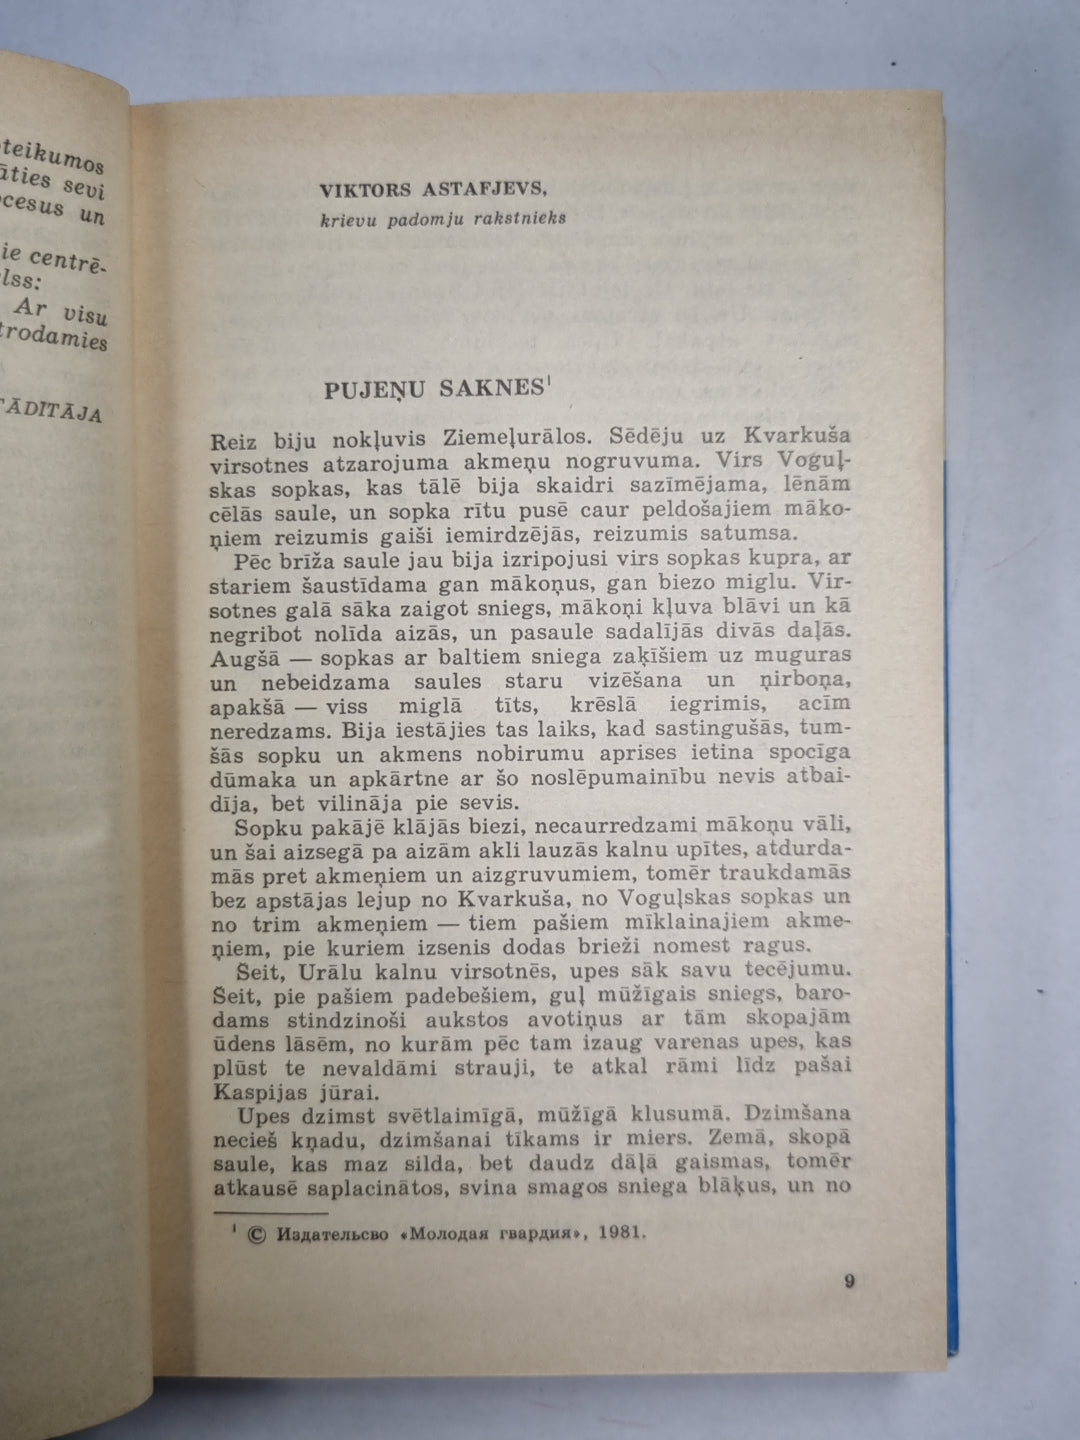 teikumos
āties sevi
cesus un
ie centrē-
lss:
Ar visu
trodamies
TĀDĪTĀJA
VIKTORS ASTAFJEVS,
krievu padomju rakstnieks
PUJEŅU SAKNES¹
Reiz biju nokļuvis Ziemeļurālos. Sēdēju uz Kvarkuša
virsotnes atzarojuma akmeņu nogruvuma. Virs Voguļ-
skas sopkas, kas tālē bija skaidri sazīmējama, lēnām
cēlās saule, un sopka rītu pusē caur peldošajiem māko-
ņiem reizumis gaiši iemirdzējās, reizumis satumsa.
Pēc brīža saule jau bija izripojusi virs sopkas kupra, ar
stariem šaustīdama gan mākoņus, gan biezo miglu. Vir-
sotnes galā sāka zaigot sniegs, mākoņi kļuva blāvi un kā
negribot nolīda aizās, un pasaule sadalījās divās daļās.
Augšā — sopkas ar baltiem sniega zaķīšiem uz muguras
un nebeidzama saules staru vizēšana un ņirboņa,
apakšā — viss miglā tīts, krēslā iegrimis, acīm
neredzams. Bija iestājies tas laiks, kad sastingušās, tum-
šās sopku un akmens nobirumu aprises ietina spocīga
dūmaka un apkārtne ar šo noslēpumainību nevis atbai-
dīja, bet vilināja pie sevis.
Sopku pakājē klājās biezi, necaurredzami mākoņu vāli,
un šai aizsegā pa aizām akli lauzās kalnu upītes, atdurda-
mās pret akmeņiem un aizgruvumiem, tomēr traukdamās
bez apstājas lejup no Kvarkuša, no Voguļskas sopkas un
no trim akmeņiem — tiem pašiem mīklainajiem akme-
ņiem, pie kuriem izsenis dodas brieži nomest ragus.
Šeit, Urālu kalnu virsotnēs, upes sāk savu tecējumu.
Šeit, pie pašiem padebešiem, guļ mūžīgais sniegs, baro-
dams stindzinoši aukstos avotiņus ar tām skopajām
ūdens lāsēm, no kurām pēc tam izaug varenas upes, kas
plūst te nevaldāmi strauji, te atkal rāmi līdz pašai
Kaspijas jūrai.
Upes dzimst svētlaimīgā, mūžīgā klusumā. Dzimšana
necieš kņadu, dzimšanai tīkams ir miers. Zemā, skopā
saule, kas maz silda, bet daudz dāļā gaismas, tomēr
atkausē saplacinātos, svina smagos sniega blāķus, un no
¹ © Издательсво «Молодая гвардия», 1981.
9